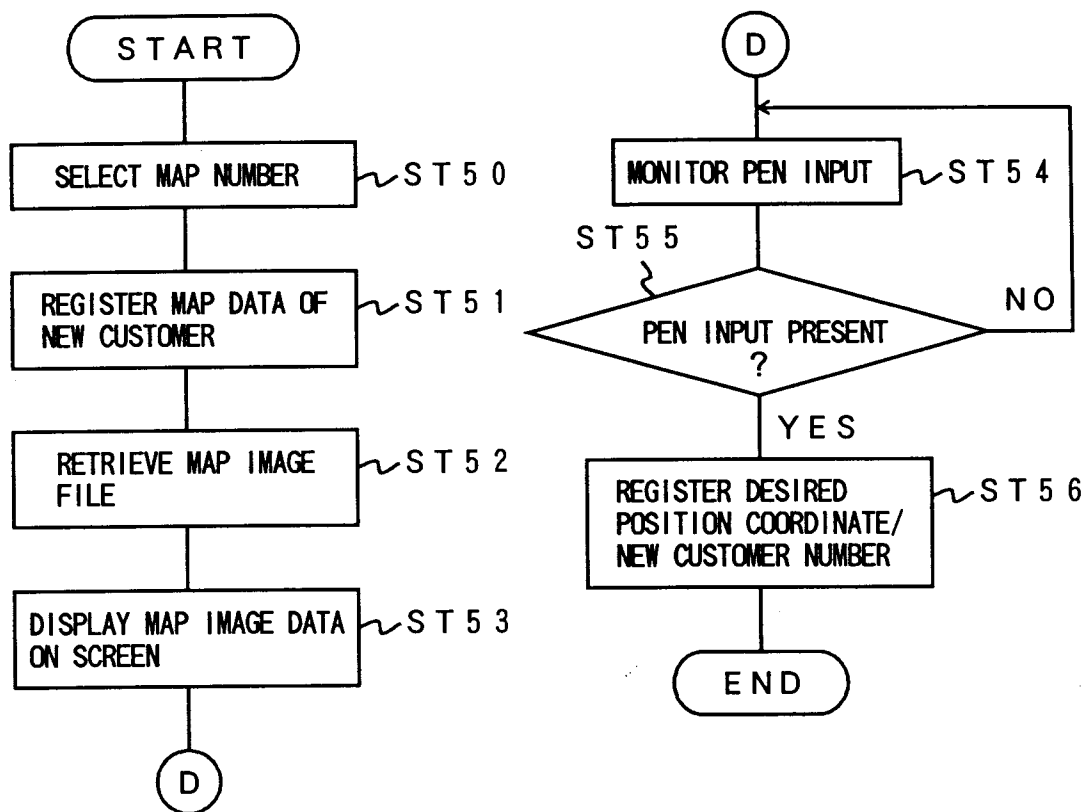 START
SELECT MAP NUMBER
ST50
REGISTER MAP DATA OF
NEW CUSTOMER
ST51
RETRIEVE MAP IMAGE
FILE
ST52
DISPLAY MAP IMAGE DATA
ON SCREEN
ST53
D
D
MONITOR PEN INPUT
ST54
ST55
PEN INPUT PRESENT
?
NO
YES
REGISTER DESIRED
POSITION COORDINATE/
NEW CUSTOMER NUMBER
ST56
END